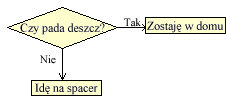 Czy pada deszcz?
Tak
Zostaję w domu
Nie
Idę na spacer